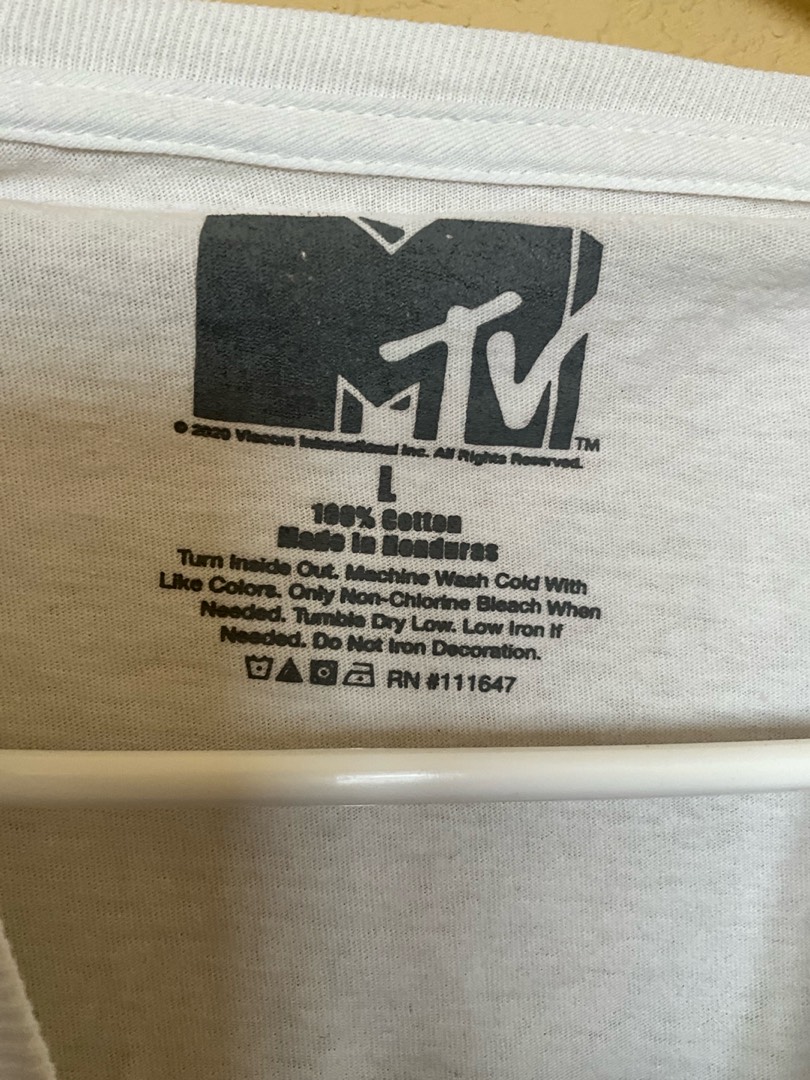 MTV
TM
© 2020 Viacom International Inc. All Rights Reserved.
L
100% Cotton
Made in Honduras
Turn Inside Out. Machine Wash Cold With
Like Colors. Only Non-Chlorine Bleach When
Needed. Tumble Dry Low. Low Iron If
Needed. Do Not Iron Decoration.
RN #111647